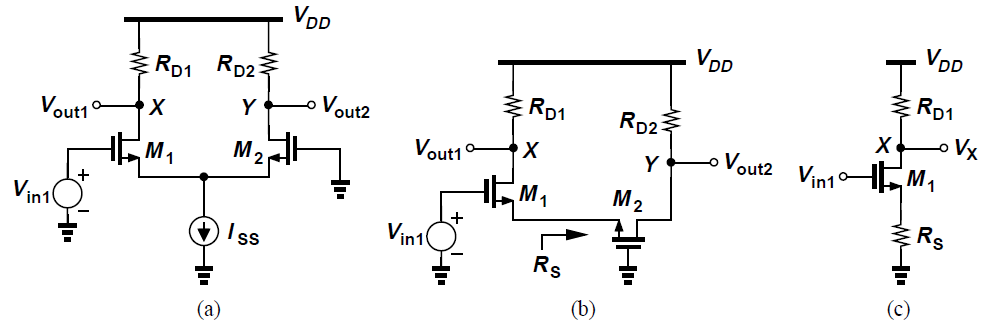 V_DD
R_D1
R_D2
V_out1
X
Y
V_out2
M_1
M_2
V_in1
+
−
I_SS
(a)
V_DD
R_D1
R_D2
V_out1
X
Y
V_out2
M_1
M_2
V_in1
+
−
R_S
(b)
V_DD
R_D1
X
V_X
V_in1
M_1
R_S
(c)